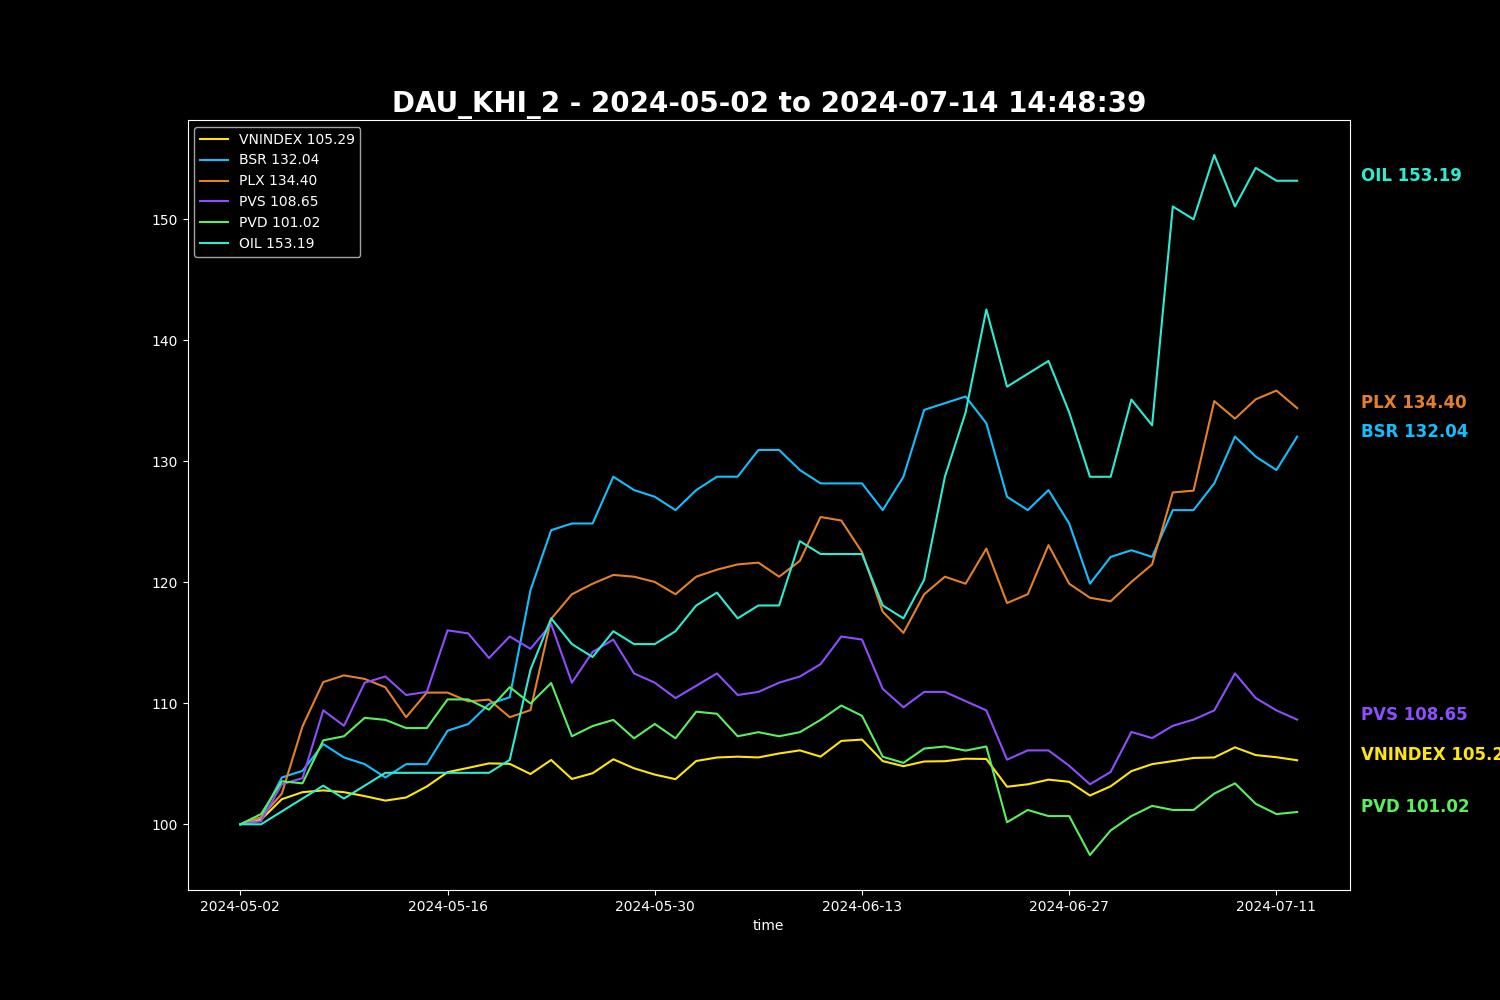 DAU_KHI_2 - 2024-05-02 to 2024-07-14 14:48:39
VNINDEX 105.29
BSR 132.04
PLX 134.40
PVS 108.65
PVD 101.02
OIL 153.19
150
140
130
120
110
100
OIL 153.19
PLX 134.40
BSR 132.04
PVS 108.65
VNINDEX 105.2
PVD 101.02
2024-05-02
2024-05-16
2024-05-30
2024-06-13
2024-06-27
2024-07-11
time